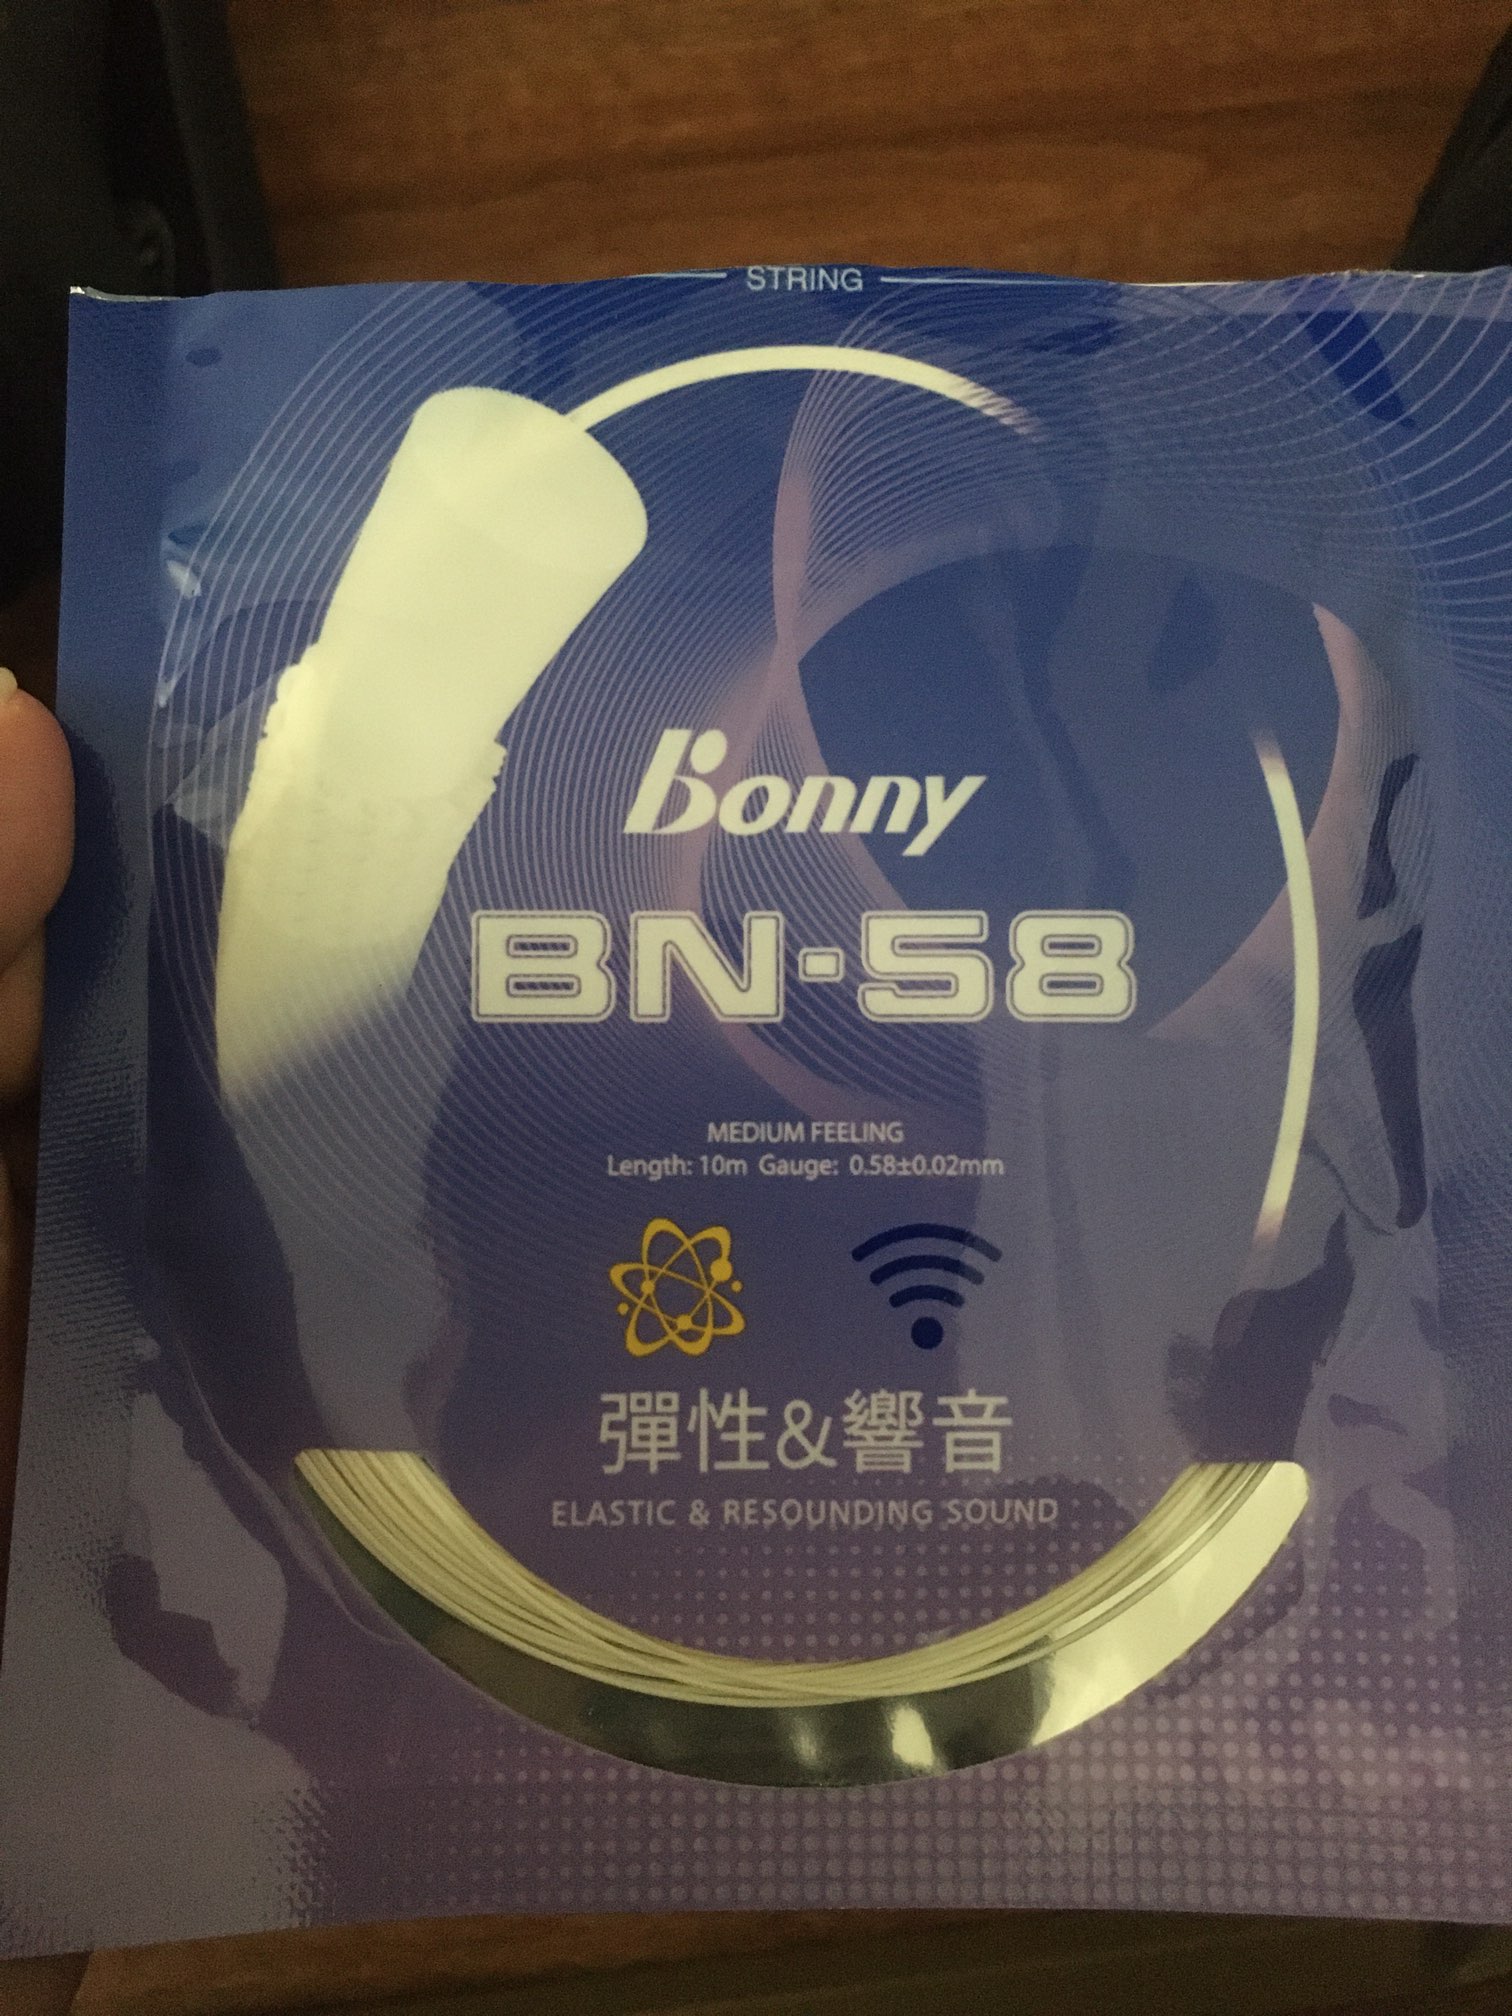 STRING
Bonny
BN·58
MEDIUM FEELING
Length: 10m Gauge: 0.58±0.02mm
彈性&響音
ELASTIC & RESOUNDING SOUND